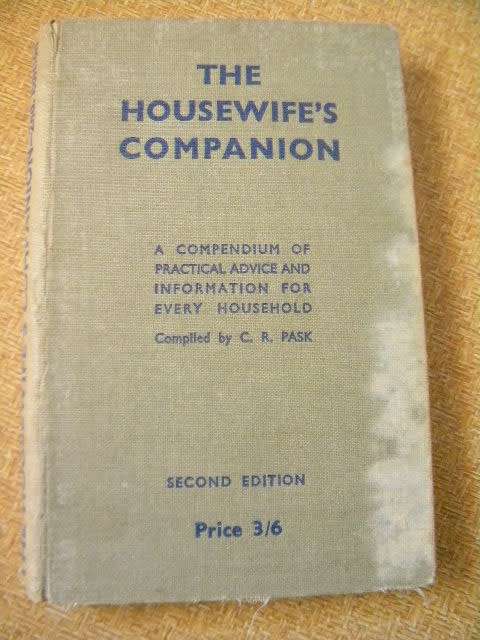 THE
HOUSEWIFE'S
COMPANION
A COMPENDIUM OF
PRACTICAL ADVICE AND
INFORMATION FOR
EVERY HOUSEHOLD
Compiled by C. R. PASK
SECOND EDITION
Price 3/6